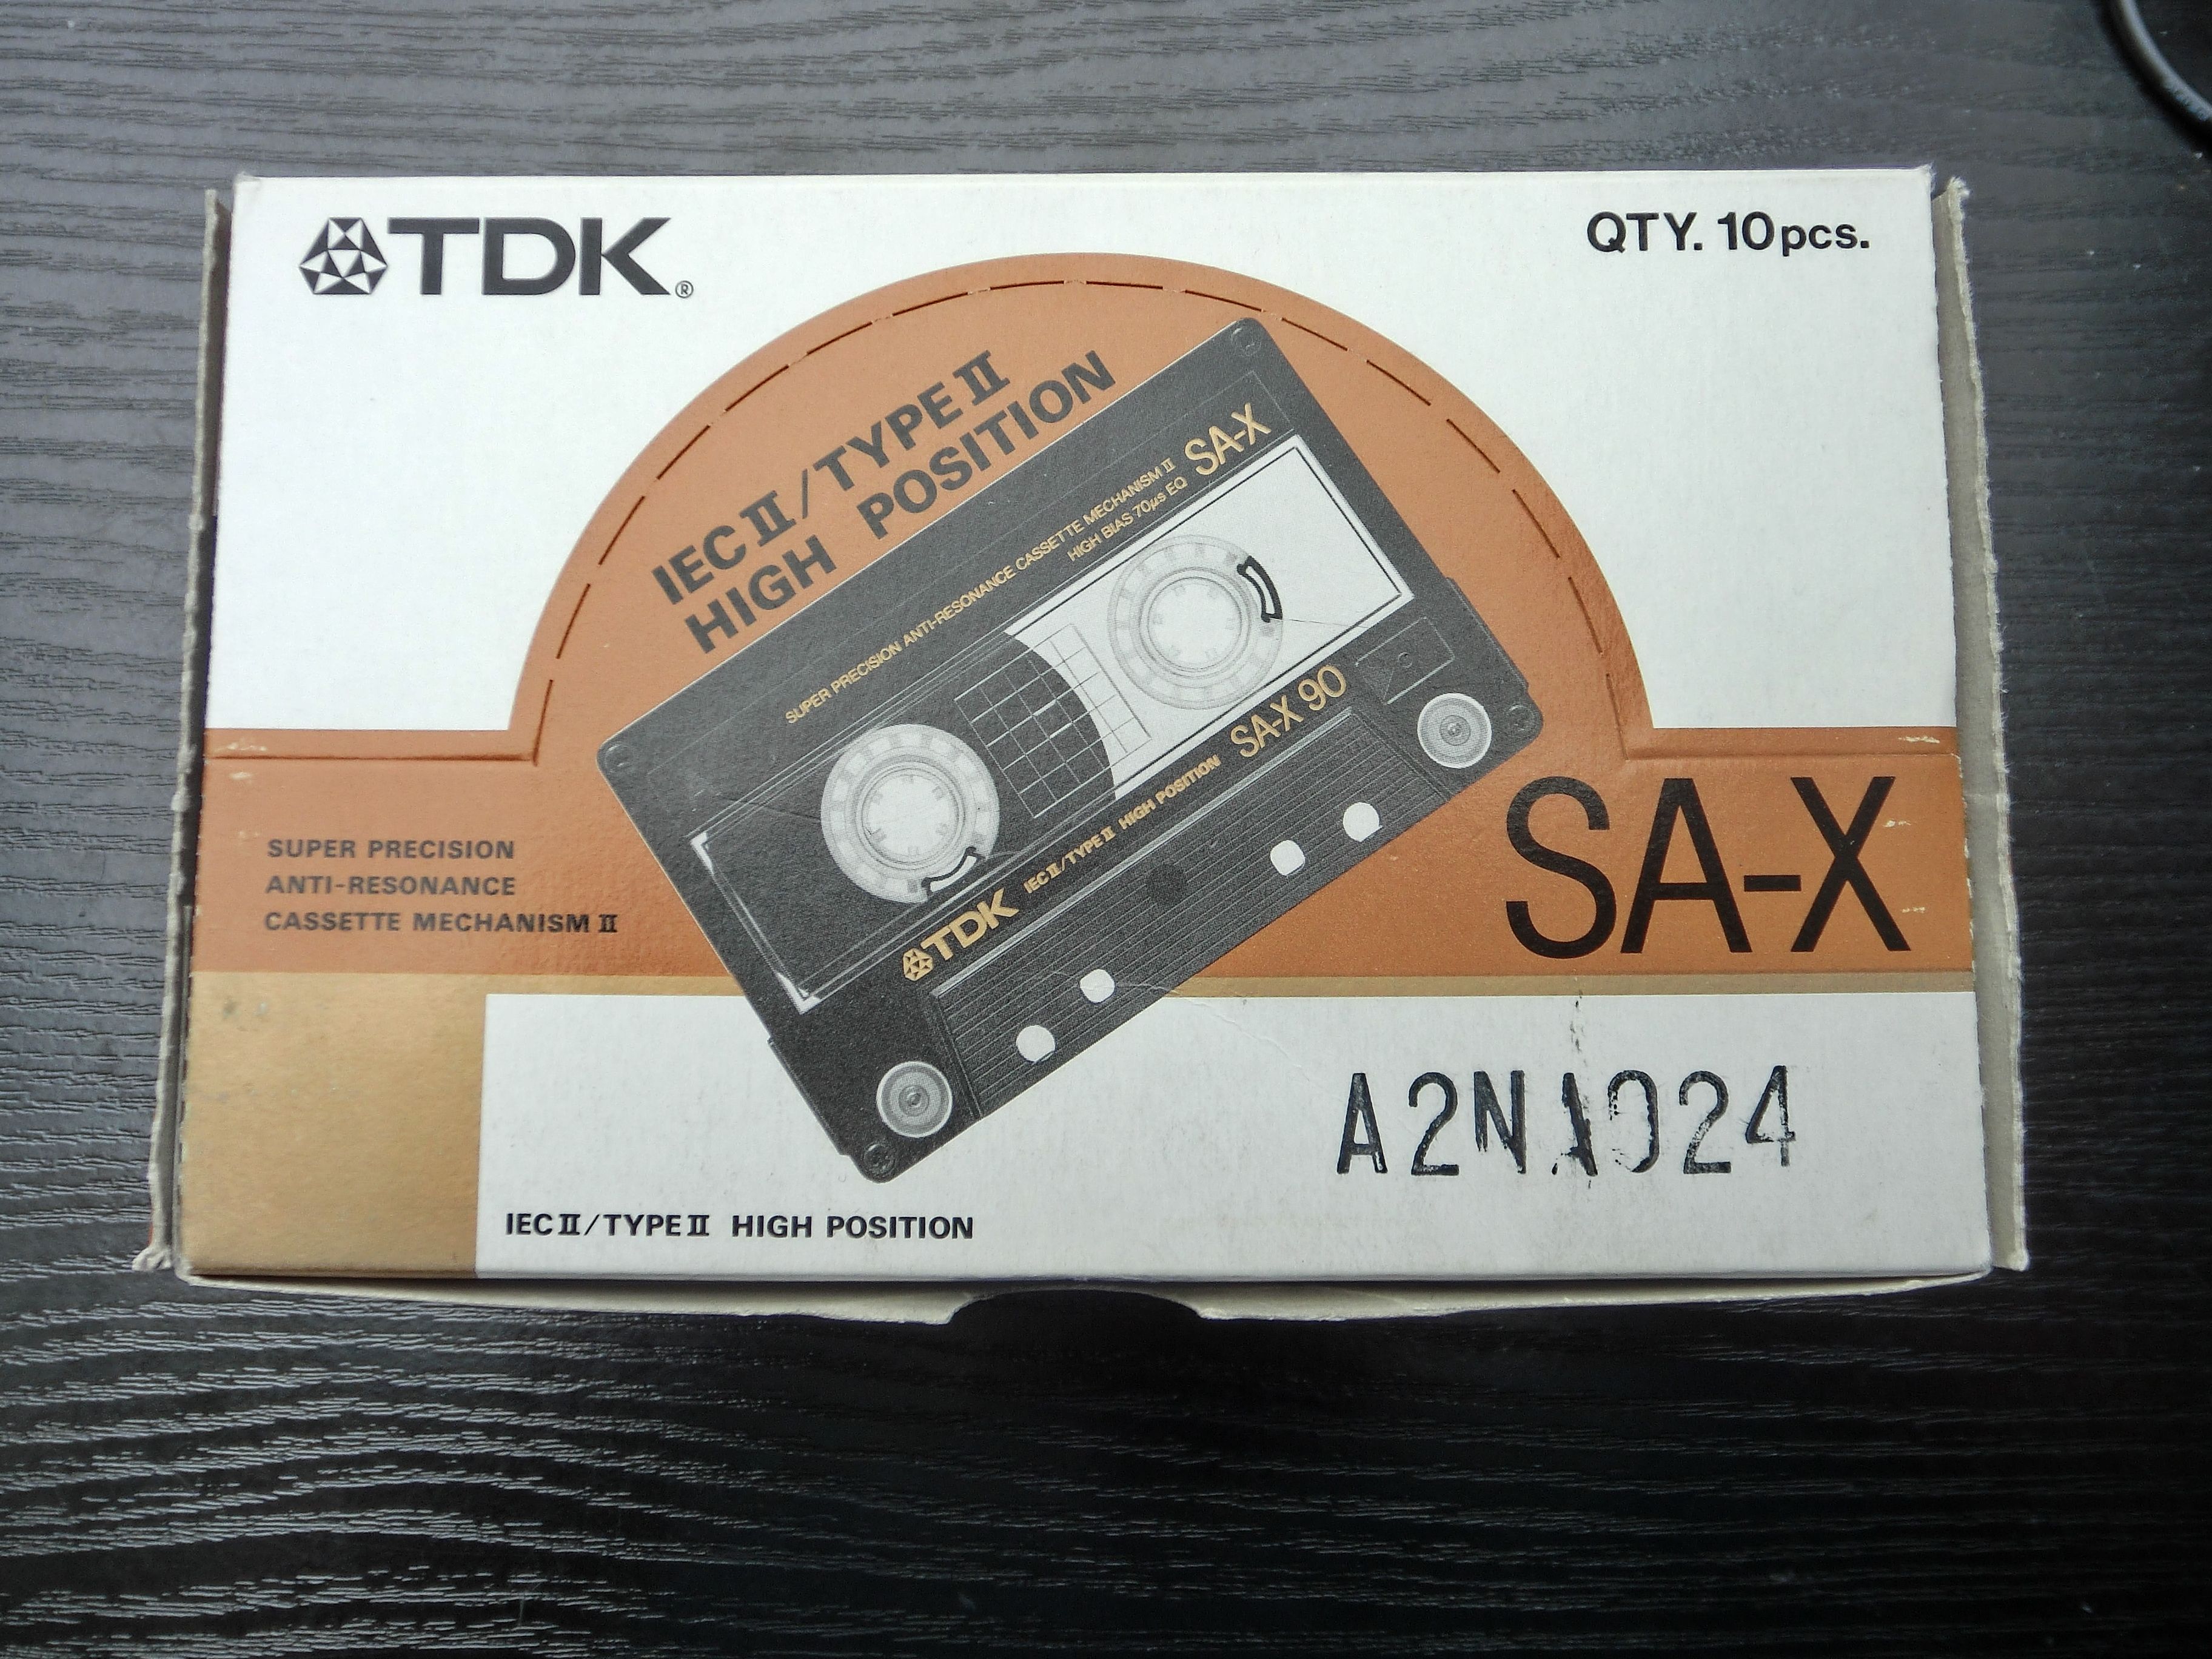 TDK®
QTY. 10pcs.
IEC II/TYPE II
HIGH POSITION
SA-X
SUPER PRECISION ANTI-RESONANCE CASSETTE MECHANISM II
HIGH BIAS 70µs EQ
SA-X 90
TDK IEC II/TYPE II HIGH POSITION
SUPER PRECISION
ANTI-RESONANCE
CASSETTE MECHANISM II
SA-X
A2NA024
IEC II/TYPE II HIGH POSITION